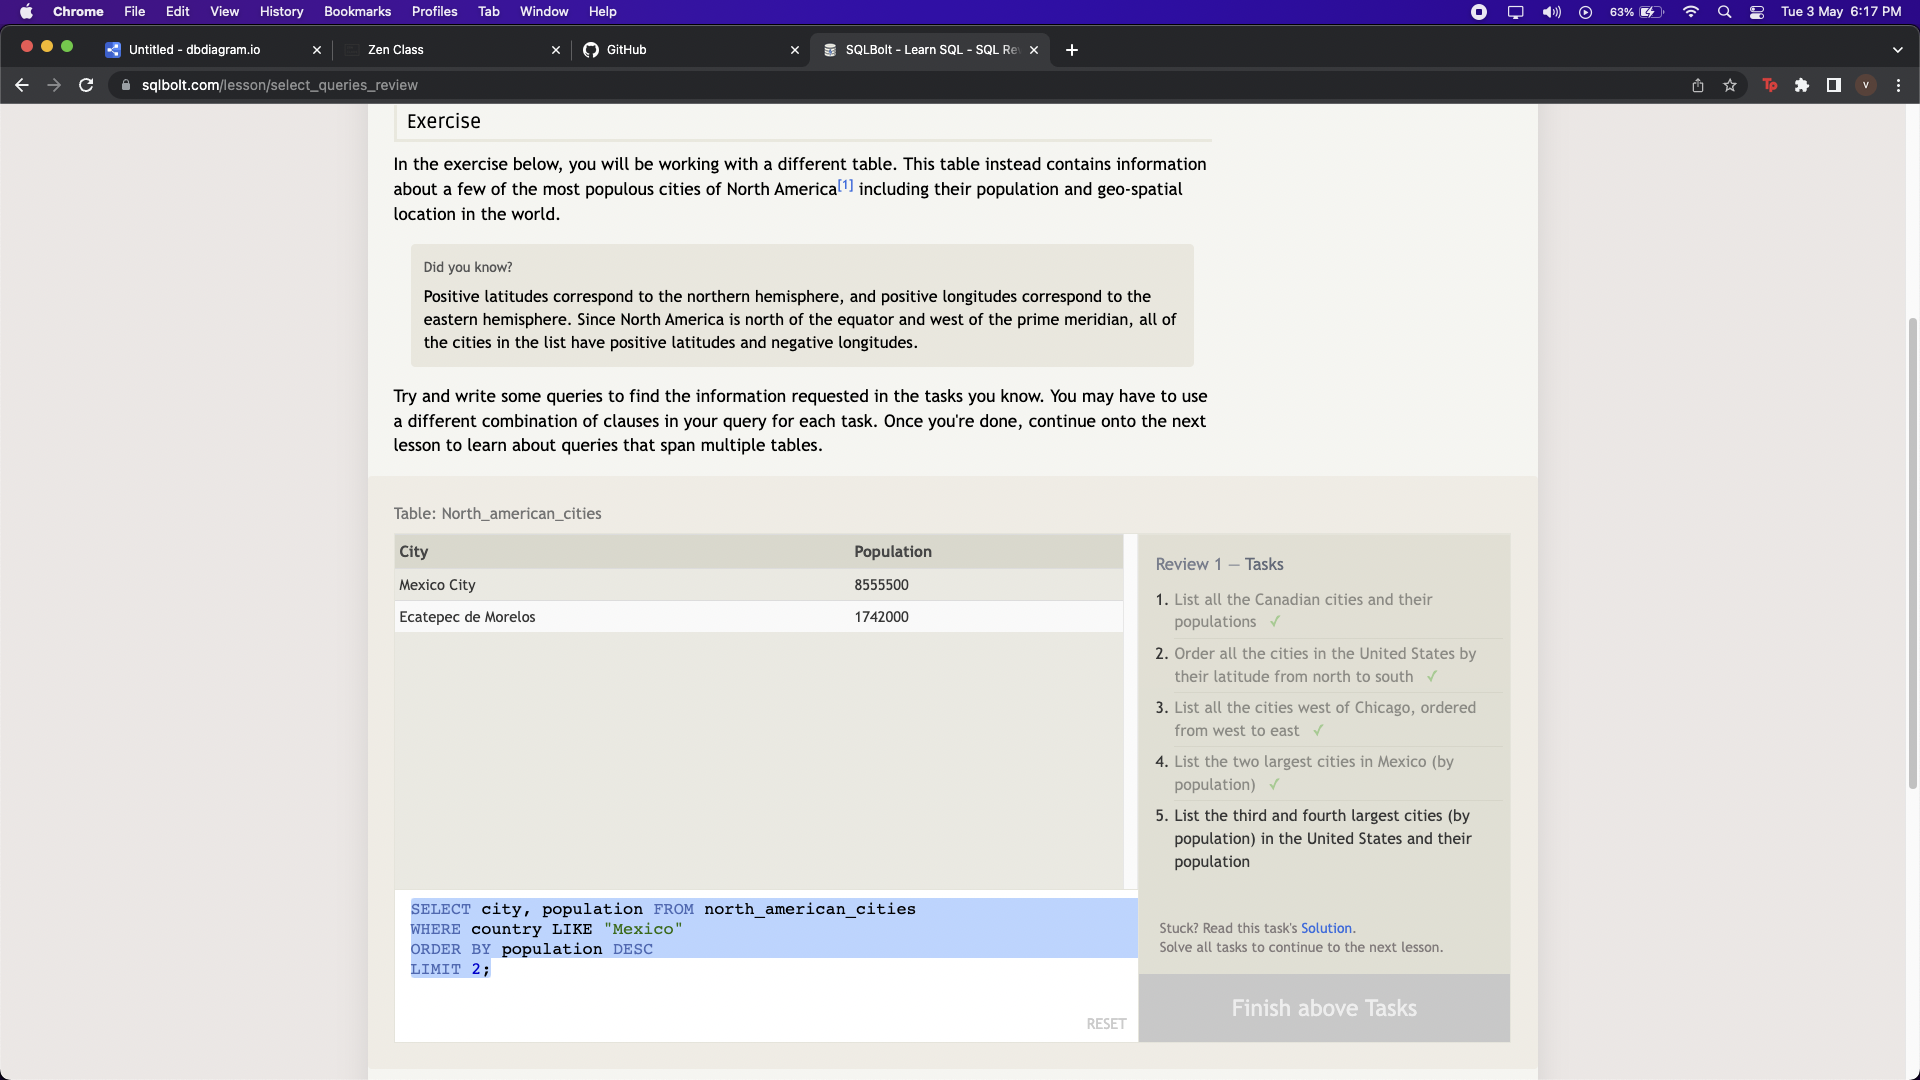 Chrome File Edit View History Bookmarks Profiles Tab Window Help 63% Tue 3 May 6:17 PM
Untitled - dbdiagram.io Zen Class GitHub SQLBolt - Learn SQL - SQL Re
sqlbolt.com/lesson/select_queries_review Tp V
Exercise
In the exercise below, you will be working with a different table. This table instead contains information
about a few of the most populous cities of North America[1] including their population and geo-spatial
location in the world.
Did you know?
Positive latitudes correspond to the northern hemisphere, and positive longitudes correspond to the
eastern hemisphere. Since North America is north of the equator and west of the prime meridian, all of
the cities in the list have positive latitudes and negative longitudes.
Try and write some queries to find the information requested in the tasks you know. You may have to use
a different combination of clauses in your query for each task. Once you're done, continue onto the next
lesson to learn about queries that span multiple tables.
Table: North_american_cities
City Population
Mexico City 8555500
Ecatepec de Morelos 1742000
SELECT city, population FROM north_american_cities
WHERE country LIKE "Mexico"
ORDER BY population DESC
LIMIT 2;
RESET
Review 1 — Tasks
1. List all the Canadian cities and their
populations ✓
2. Order all the cities in the United States by
their latitude from north to south ✓
3. List all the cities west of Chicago, ordered
from west to east ✓
4. List the two largest cities in Mexico (by
population) ✓
5. List the third and fourth largest cities (by
population) in the United States and their
population
Stuck? Read this task's Solution.
Solve all tasks to continue to the next lesson.
Finish above Tasks